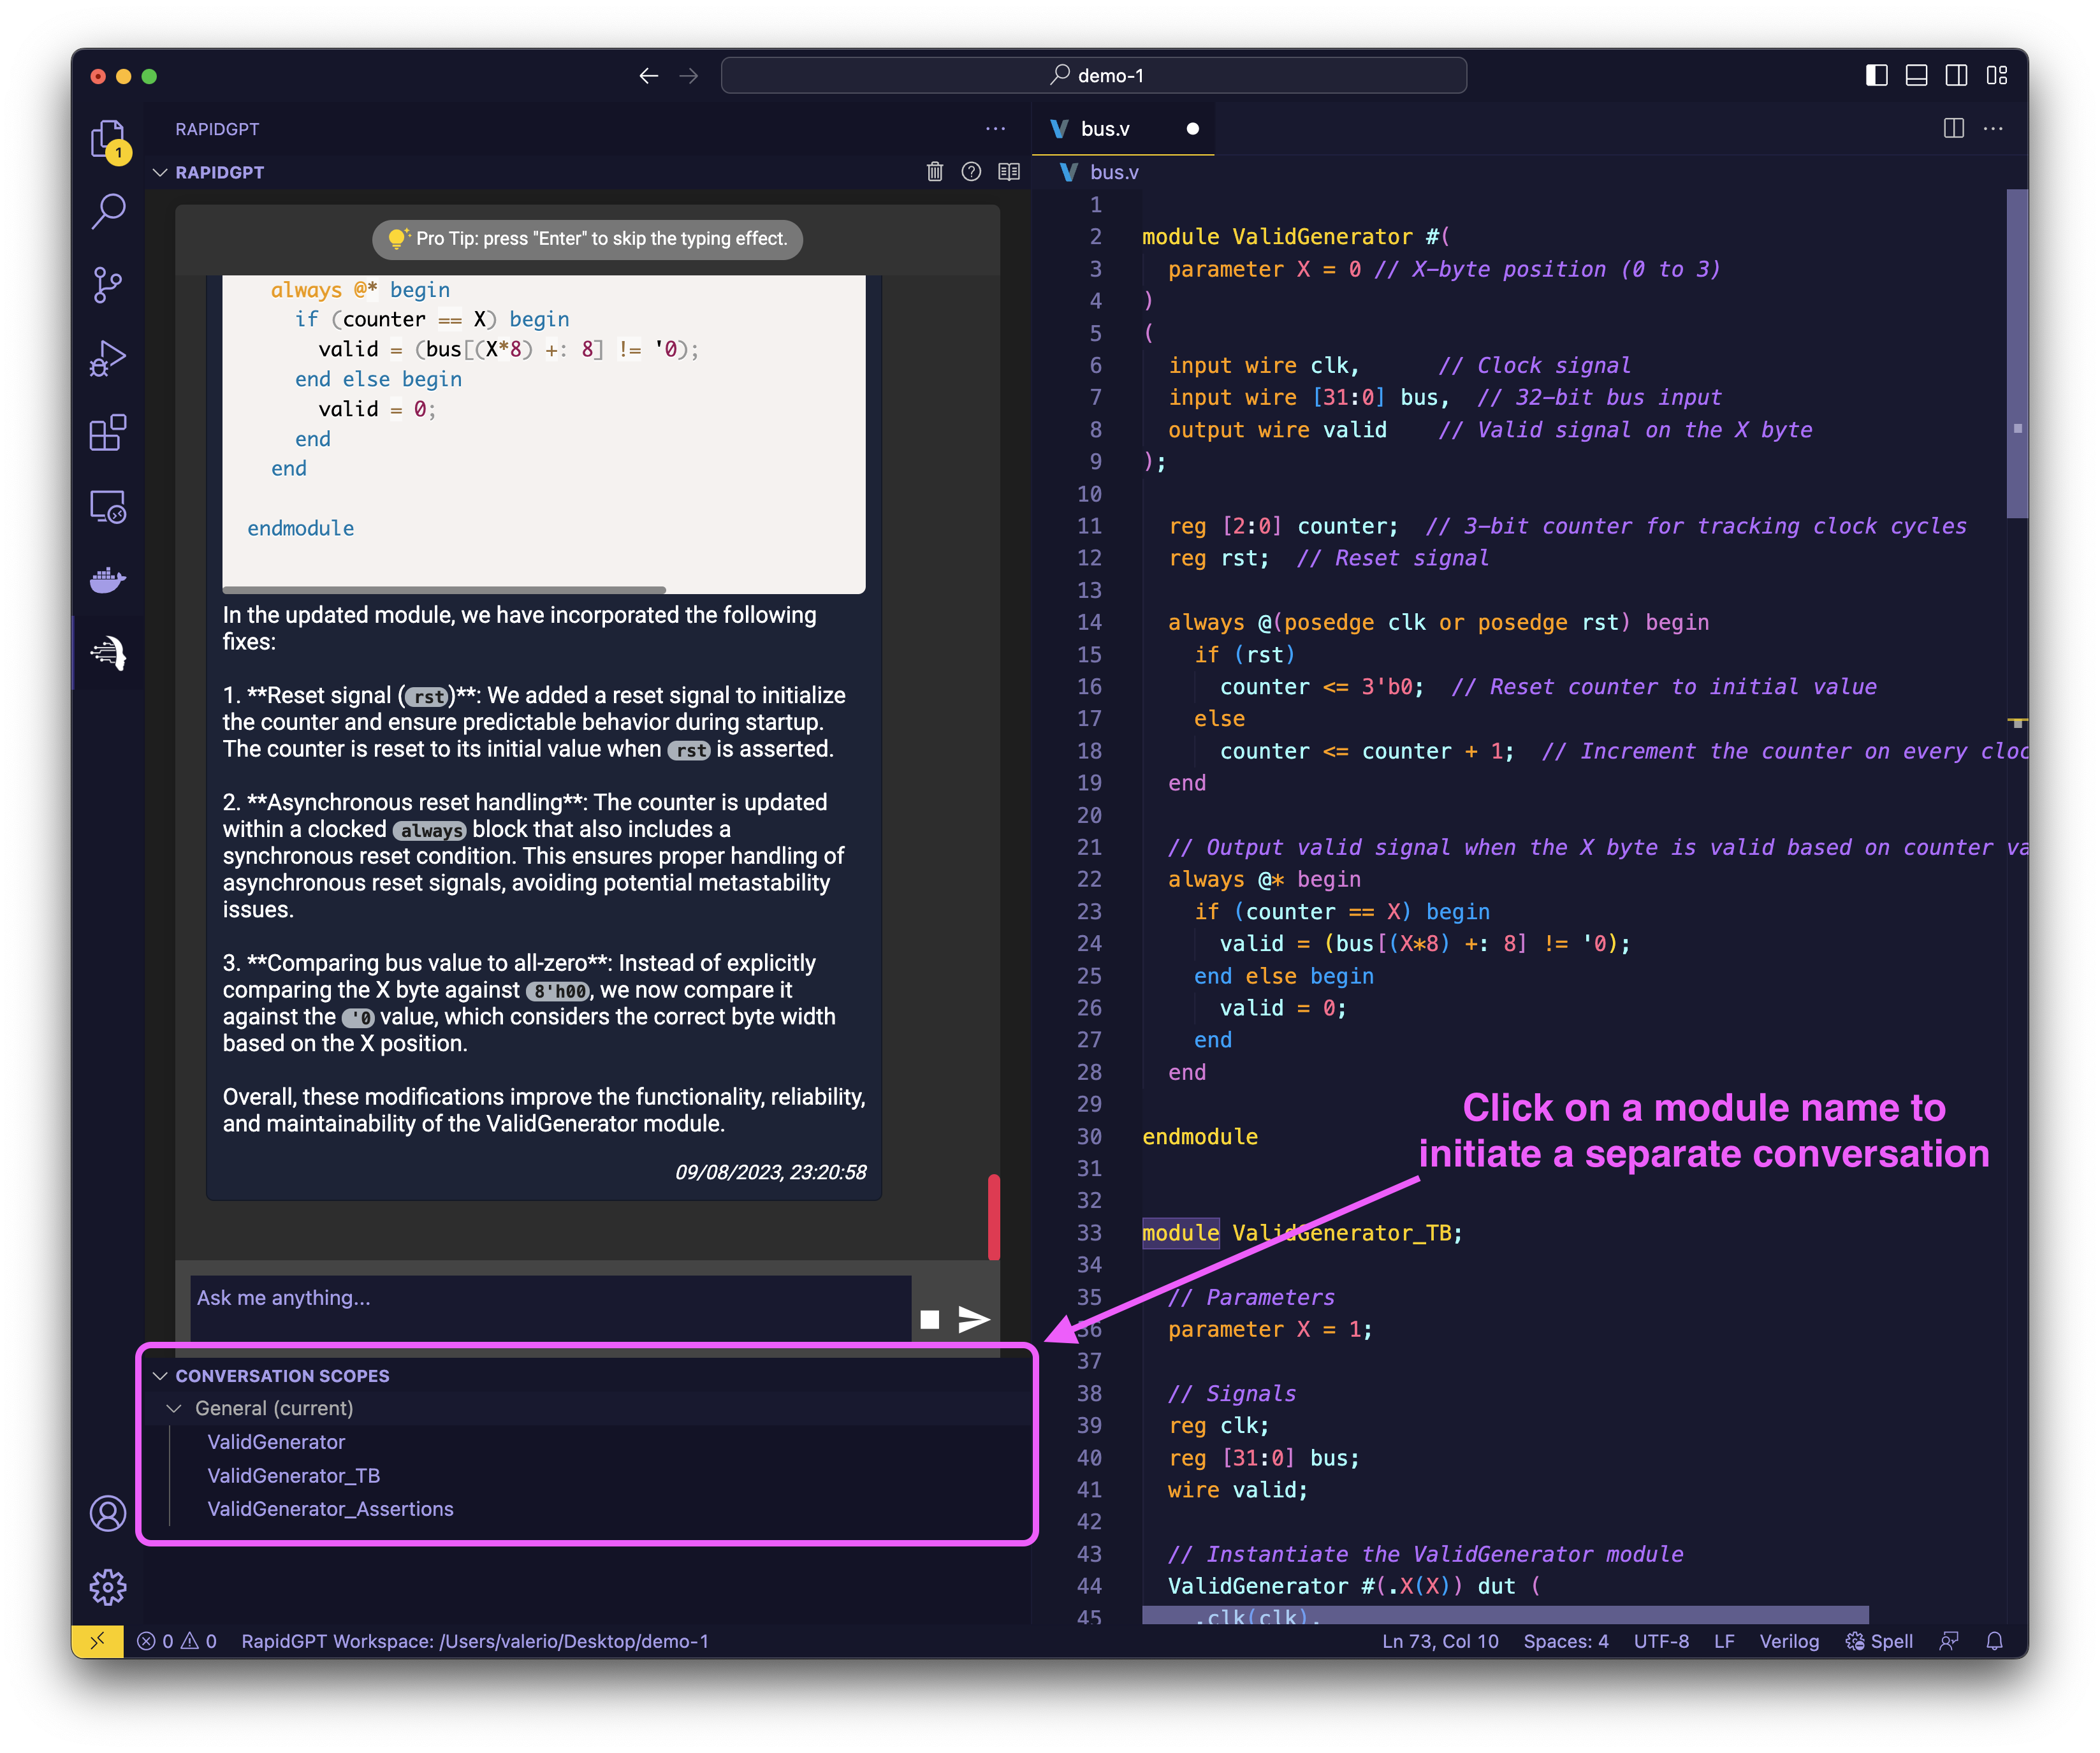 demo-1
1
RAPIDGPT
RAPIDGPT
Pro Tip: press "Enter" to skip the typing effect.
always @* begin
if (counter == X) begin
valid = (bus[(X*8) +: 8] != '0);
end else begin
valid = 0;
end
end
endmodule
In the updated module, we have incorporated the following
fixes:
1. **Reset signal (rst)**: We added a reset signal to initialize
the counter and ensure predictable behavior during startup.
The counter is reset to its initial value when rst is asserted.
2. **Asynchronous reset handling**: The counter is updated
within a clocked always block that also includes a
synchronous reset condition. This ensures proper handling of
asynchronous reset signals, avoiding potential metastability
issues.
3. **Comparing bus value to all-zero**: Instead of explicitly
comparing the X byte against 8'h00, we now compare it
against the '0 value, which considers the correct byte width
based on the X position.
Overall, these modifications improve the functionality, reliability,
and maintainability of the ValidGenerator module.
09/08/2023, 23:20:58
Ask me anything...
CONVERSATION SCOPES
General (current)
ValidGenerator
ValidGenerator_TB
ValidGenerator_Assertions
bus.v
bus.v
1
2 module ValidGenerator #(
3 parameter X = 0 // X-byte position (0 to 3)
4 )
5 (
6 input wire clk, // Clock signal
7 input wire [31:0] bus, // 32-bit bus input
8 output wire valid // Valid signal on the X byte
9 );
10
11 reg [2:0] counter; // 3-bit counter for tracking clock cycles
12 reg rst; // Reset signal
13
14 always @(posedge clk or posedge rst) begin
15 if (rst)
16 counter <= 3'b0; // Reset counter to initial value
17 else
18 counter <= counter + 1; // Increment the counter on every cloc
19 end
20
21 // Output valid signal when the X byte is valid based on counter va
22 always @* begin
23 if (counter == X) begin
24 valid = (bus[(X*8) +: 8] != '0);
25 end else begin
26 valid = 0;
27 end
28 end
29
30 endmodule
31
32
33 module ValidGenerator_TB;
34
35 // Parameters
36 parameter X = 1;
37
38 // Signals
39 reg clk;
40 reg [31:0] bus;
41 wire valid;
42
43 // Instantiate the ValidGenerator module
44 ValidGenerator #(.X(X)) dut (
45 .clk(clk),
Click on a module name to
initiate a separate conversation
0 0 RapidGPT Workspace: /Users/valerio/Desktop/demo-1
Ln 73, Col 10 Spaces: 4 UTF-8 LF Verilog Spell